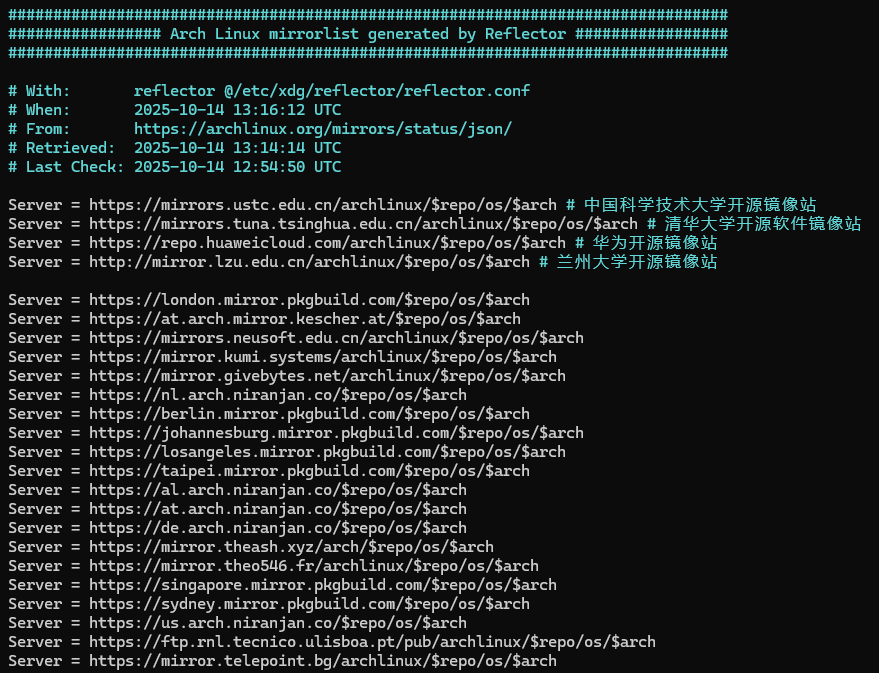 ################################################################################
################# Arch Linux mirrorlist generated by Reflector #################
################################################################################
# With:       reflector @/etc/xdg/reflector/reflector.conf
# When:       2025-10-14 13:16:12 UTC
# From:       https://archlinux.org/mirrors/status/json/
# Retrieved:  2025-10-14 13:14:14 UTC
# Last Check: 2025-10-14 12:54:50 UTC
Server = https://mirrors.ustc.edu.cn/archlinux/$repo/os/$arch # 中国科学技术大学开源镜像站
Server = https://mirrors.tuna.tsinghua.edu.cn/archlinux/$repo/os/$arch # 清华大学开源软件镜像站
Server = https://repo.huaweicloud.com/archlinux/$repo/os/$arch # 华为开源镜像站
Server = http://mirror.lzu.edu.cn/archlinux/$repo/os/$arch # 兰州大学开源镜像站
Server = https://london.mirror.pkgbuild.com/$repo/os/$arch
Server = https://at.arch.mirror.kescher.at/$repo/os/$arch
Server = https://mirrors.neusoft.edu.cn/archlinux/$repo/os/$arch
Server = https://mirror.kumi.systems/archlinux/$repo/os/$arch
Server = https://mirror.givebytes.net/archlinux/$repo/os/$arch
Server = https://nl.arch.niranjan.co/$repo/os/$arch
Server = https://berlin.mirror.pkgbuild.com/$repo/os/$arch
Server = https://johannesburg.mirror.pkgbuild.com/$repo/os/$arch
Server = https://losangeles.mirror.pkgbuild.com/$repo/os/$arch
Server = https://taipei.mirror.pkgbuild.com/$repo/os/$arch
Server = https://al.arch.niranjan.co/$repo/os/$arch
Server = https://at.arch.niranjan.co/$repo/os/$arch
Server = https://de.arch.niranjan.co/$repo/os/$arch
Server = https://mirror.theash.xyz/arch/$repo/os/$arch
Server = https://mirror.theo546.fr/archlinux/$repo/os/$arch
Server = https://singapore.mirror.pkgbuild.com/$repo/os/$arch
Server = https://sydney.mirror.pkgbuild.com/$repo/os/$arch
Server = https://us.arch.niranjan.co/$repo/os/$arch
Server = https://ftp.rnl.tecnico.ulisboa.pt/pub/archlinux/$repo/os/$arch
Server = https://mirror.telepoint.bg/archlinux/$repo/os/$arch